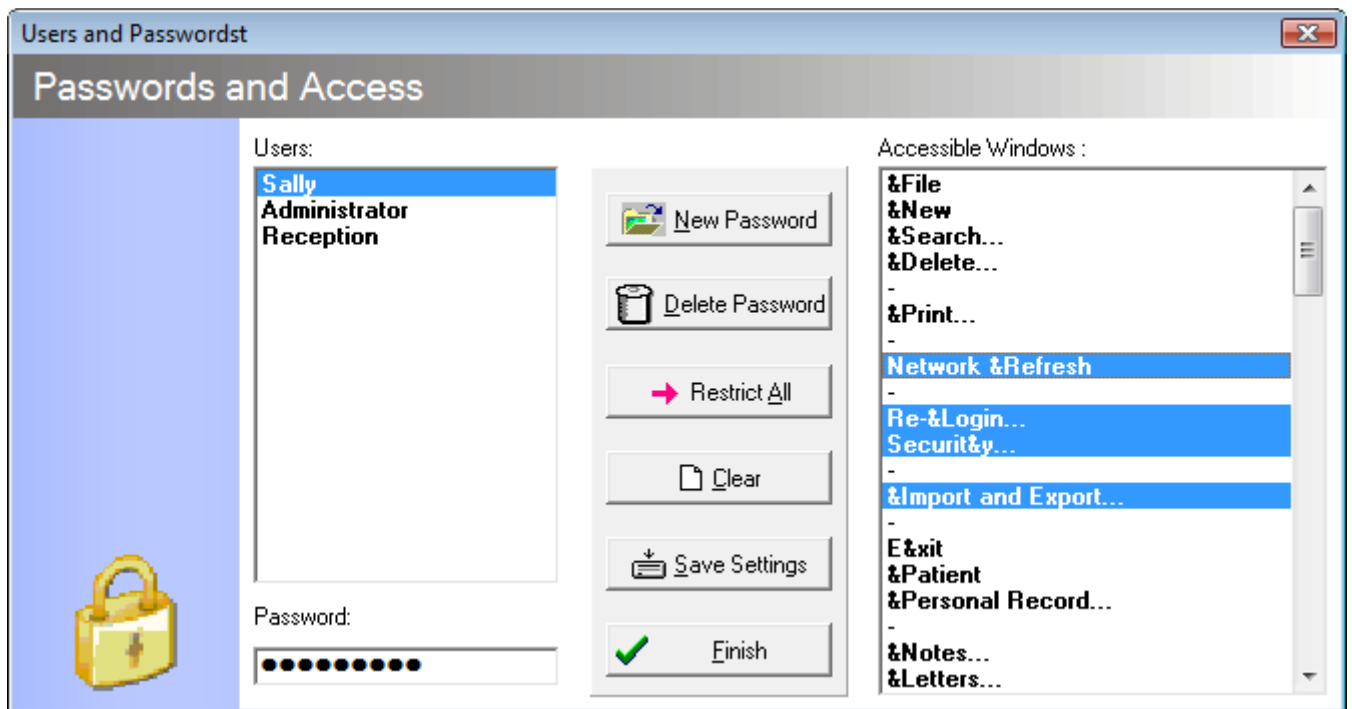 Users and Passwordst
Passwords and Access
Users:
Sally
Administrator
Reception
Password:
●●●●●●●●●
New Password
Delete Password
Restrict All
Clear
Save Settings
Finish
Accessible Windows :
&File
&New
&Search...
&Delete...
-
&Print...
-
Network &Refresh
-
Re-&Login...
Securit&y...
-
&Import and Export...
-
E&xit
&Patient
&Personal Record...
-
&Notes...
&Letters...